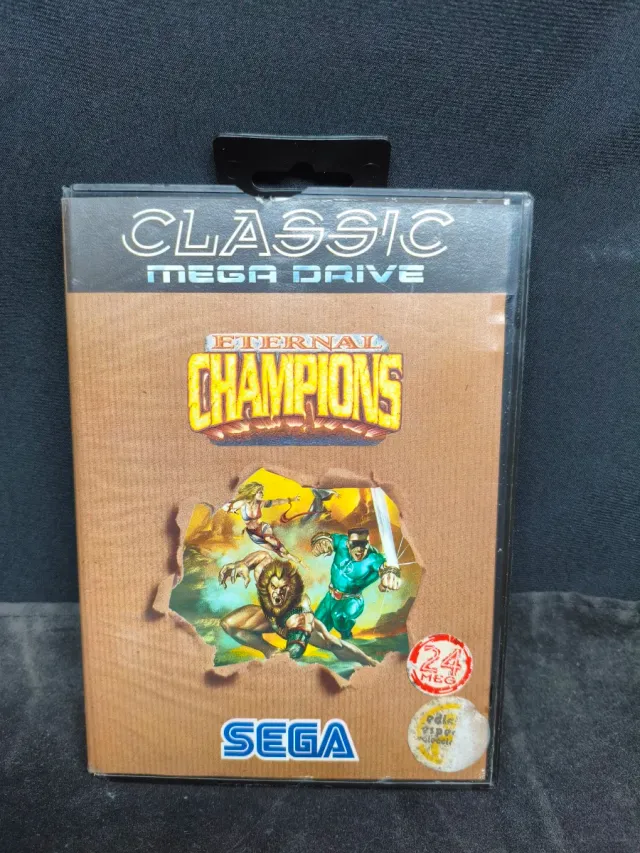 CLASSIC
MEGA DRIVE
ETERNAL
CHAMPIONS
24
MEG
SEGA